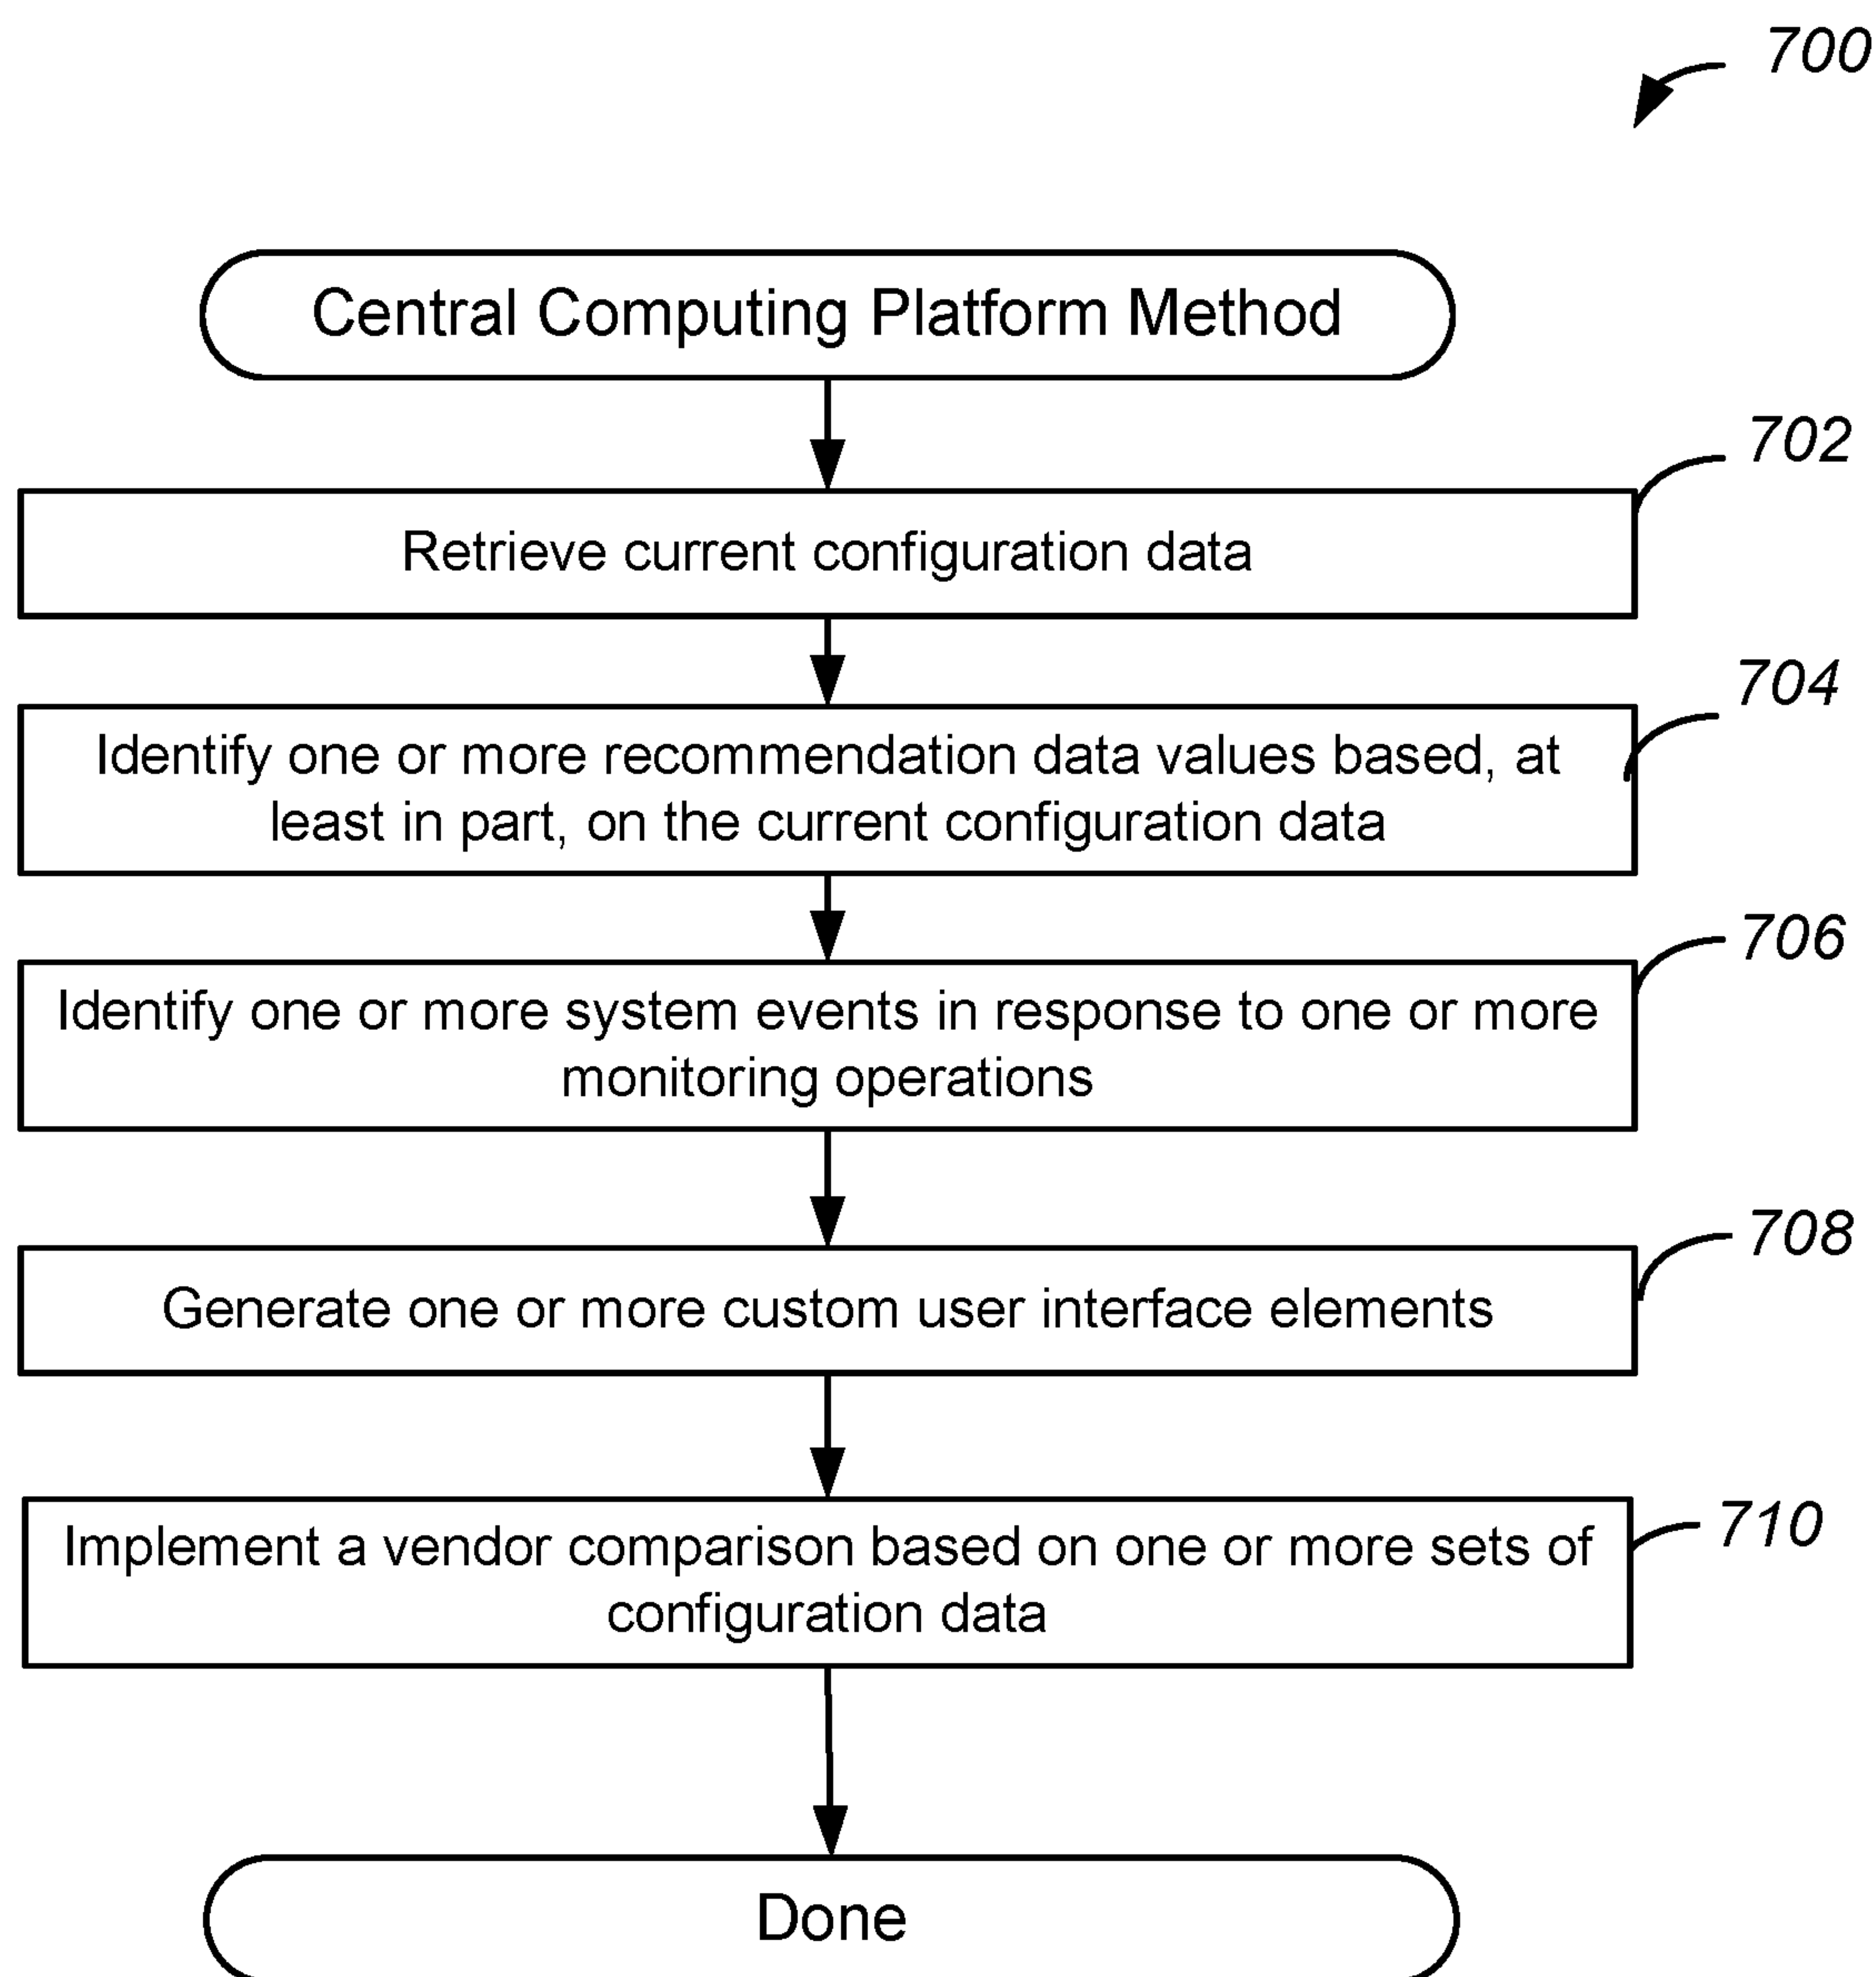 700
Central Computing Platform Method
702
Retrieve current configuration data
704
Identify one or more recommendation data values based, at
least in part, on the current configuration data
706
Identify one or more system events in response to one or more
monitoring operations
708
Generate one or more custom user interface elements
710
Implement a vendor comparison based on one or more sets of
configuration data
Done